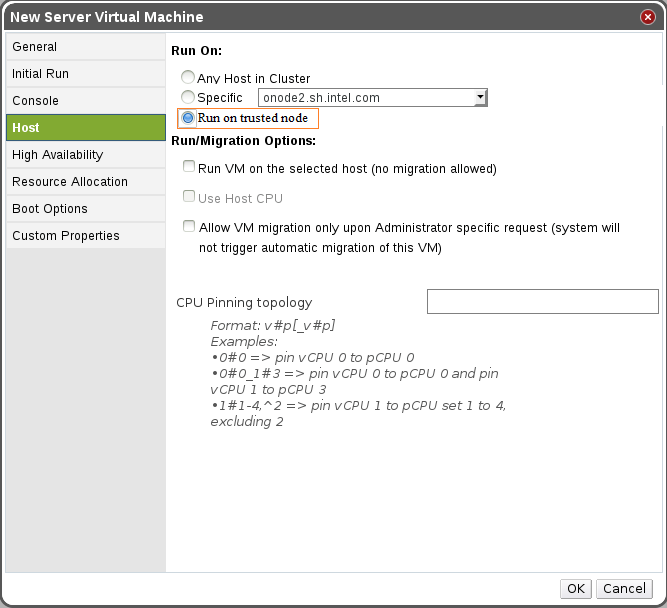 New Server Virtual Machine
General
Initial Run
Console
Host
High Availability
Resource Allocation
Boot Options
Custom Properties
Run On:
Any Host in Cluster
Specific onode2.sh.intel.com
Run on trusted node
Run/Migration Options:
Run VM on the selected host (no migration allowed)
Use Host CPU
Allow VM migration only upon Administrator specific request (system will
not trigger automatic migration of this VM)
CPU Pinning topology
Format: v#p[_v#p]
Examples:
•0#0 => pin vCPU 0 to pCPU 0
•0#0_1#3 => pin vCPU 0 to pCPU 0 and pin
vCPU 1 to pCPU 3
•1#1-4,^2 => pin vCPU 1 to pCPU set 1 to 4,
excluding 2
OK Cancel